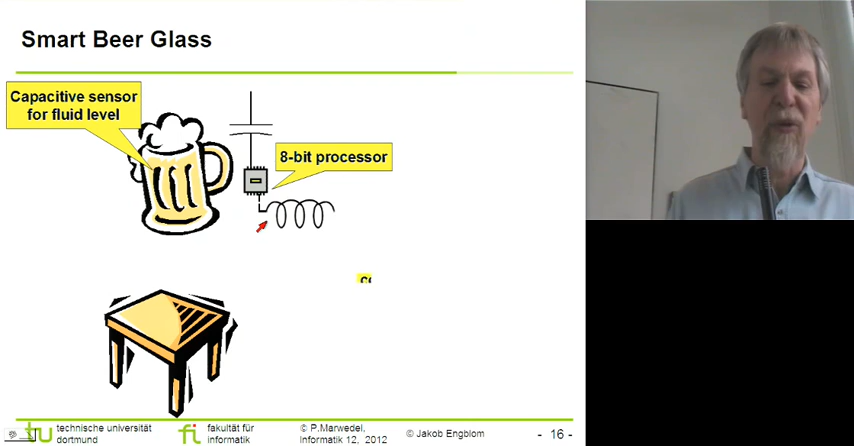 Smart Beer Glass
Capacitive sensor
for fluid level
8-bit processor
technische universität
dortmund
fakultät für
informatik
© P.Marwedel,
Informatik 12, 2012
© Jakob Engblom
- 16 -